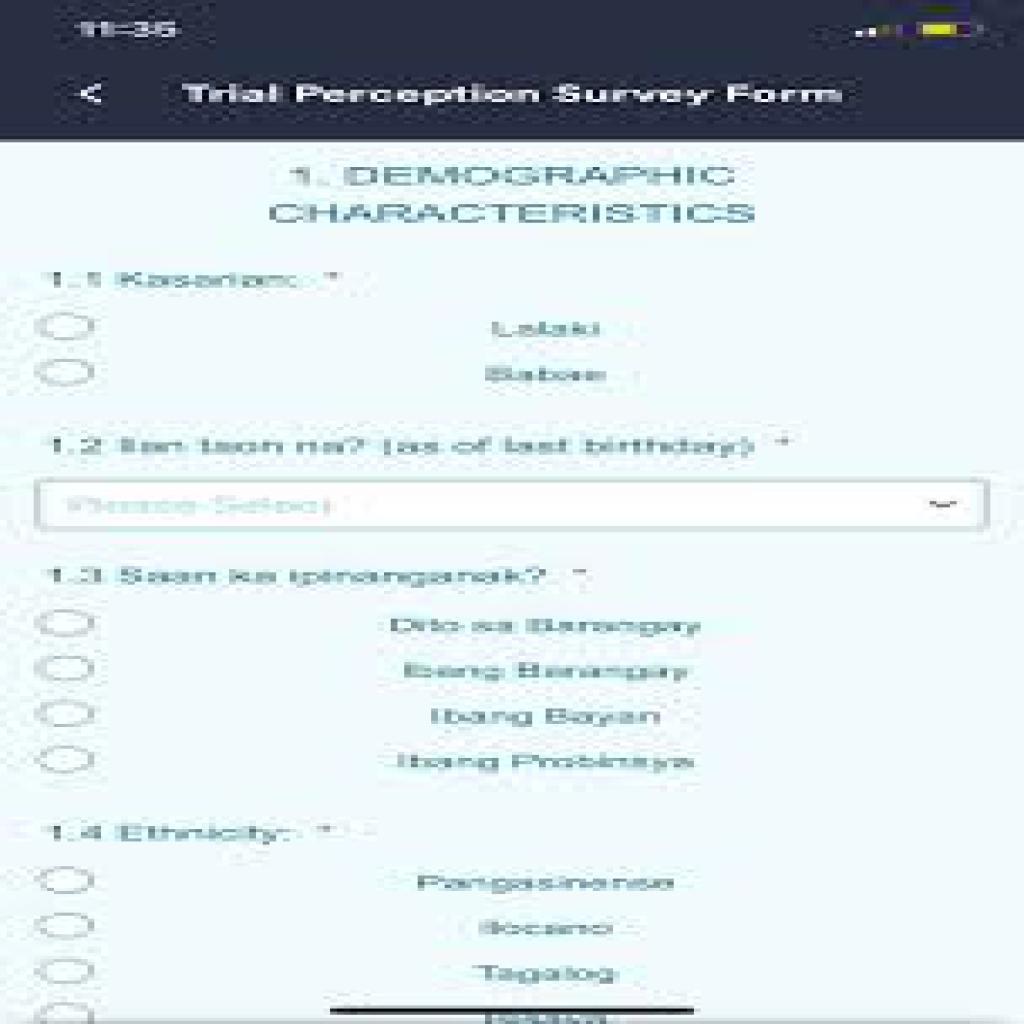 11:35
< Trial Perception Survey Form
1. DEMOGRAPHIC
CHARACTERISTICS
1.1 Kasarian: *
Lalaki
Babae
1.2 Ilan taon na? (as of last birthday) *
Please Select
1.3 Saan ka ipinanganak? *
Dito sa Barangay
Ibang Barangay
Ibang Bayan
Ibang Probinsya
1.4 Ethnicity: *
Pangasinense
Ilocano
Tagalog